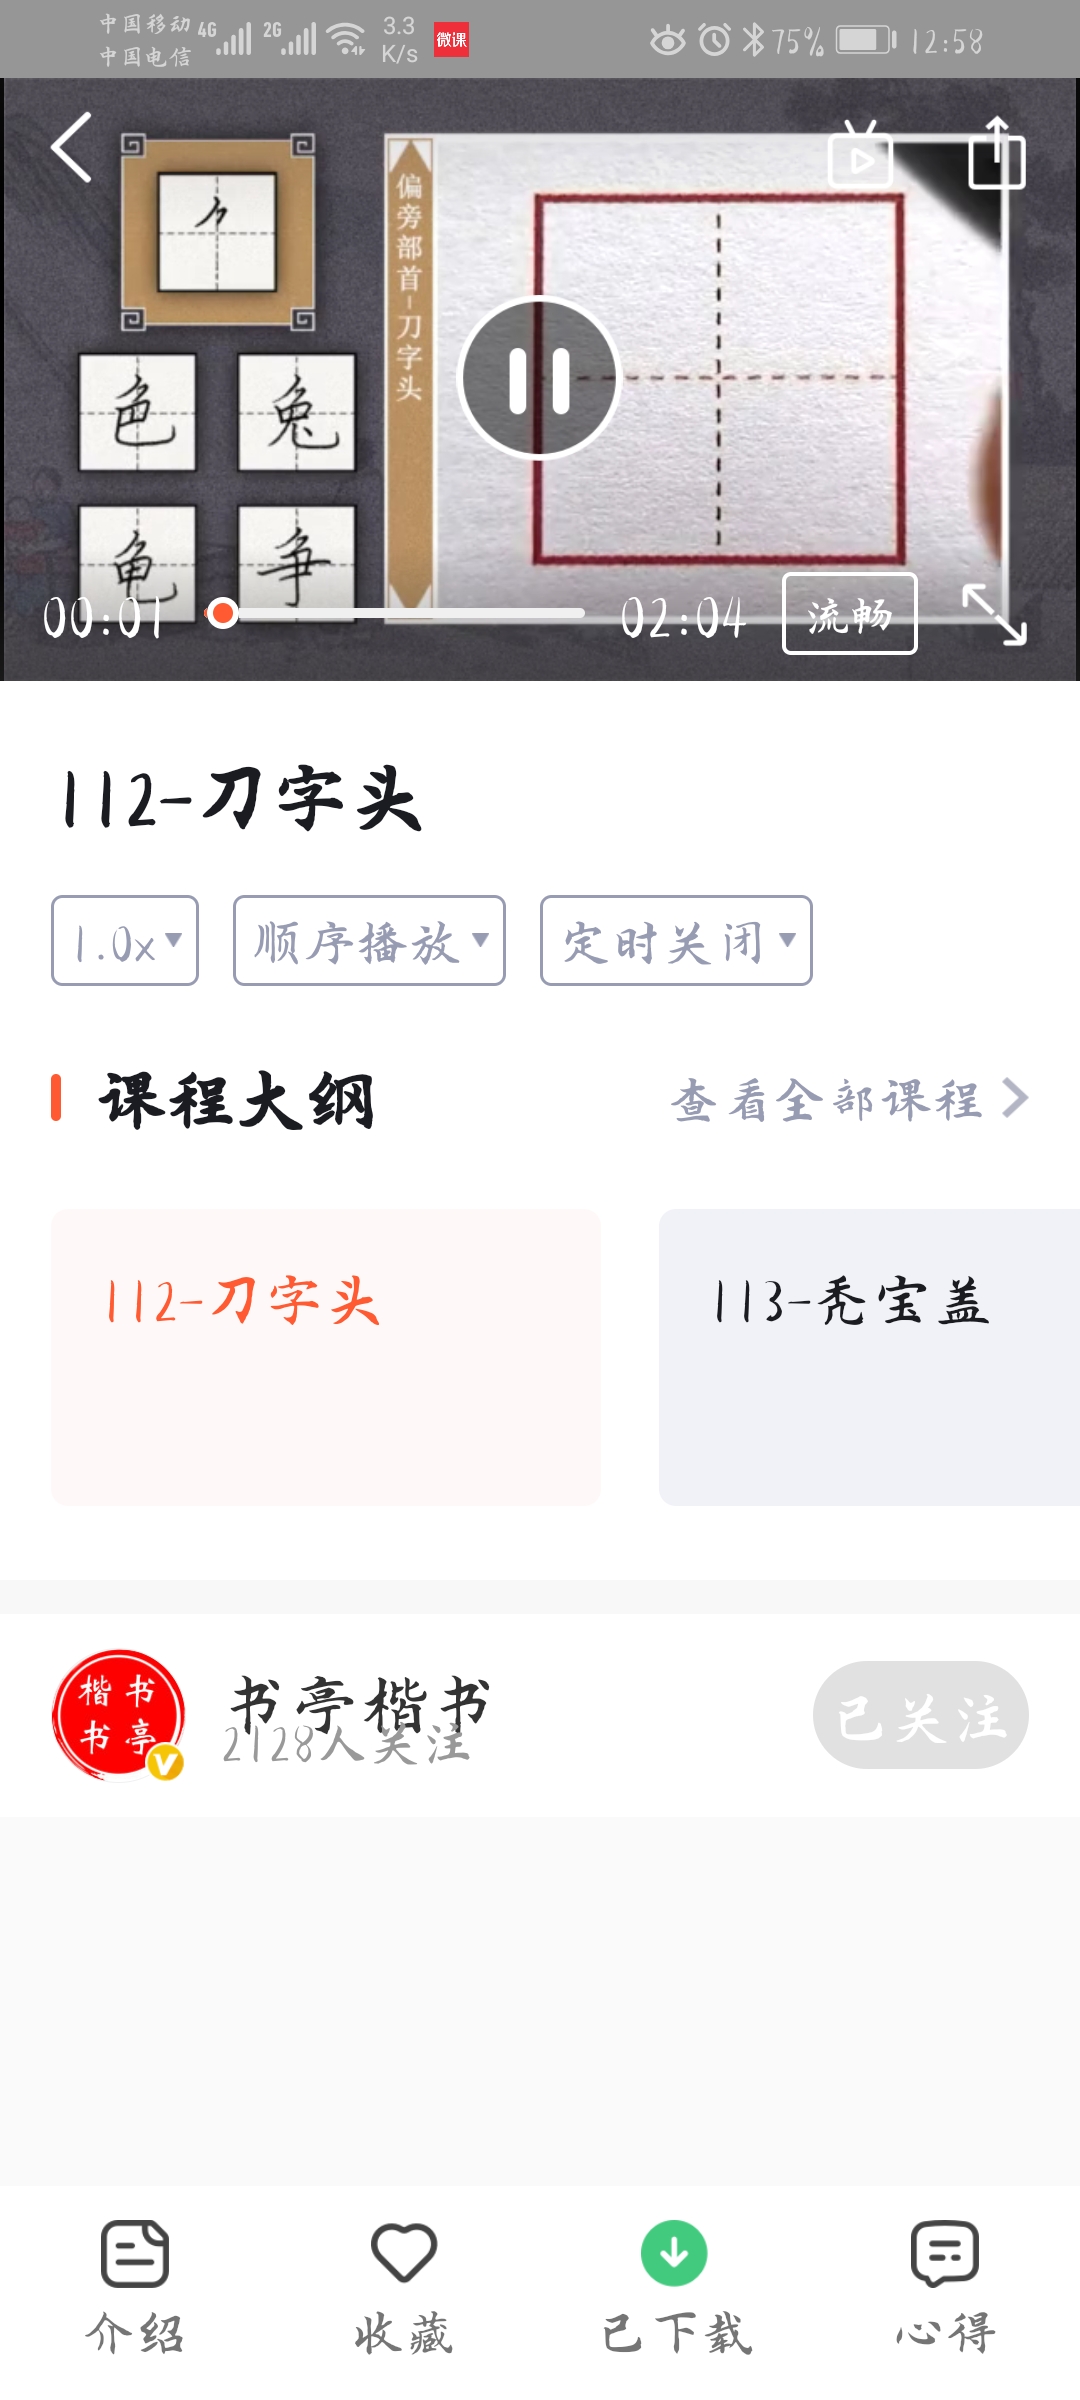 中国移动 4G 2G 3.3 K/s 微课 75% 12:58
中国电信
偏旁部首-刀字头
色 兔
龟 争
00:01 02:04 流畅
112-刀字头
1.0x 顺序播放 定时关闭
课程大纲 查看全部课程
112-刀字头 113-秃宝盖
楷书书亭
书亭楷书
2128人关注
已关注
介绍 收藏 已下载 心得